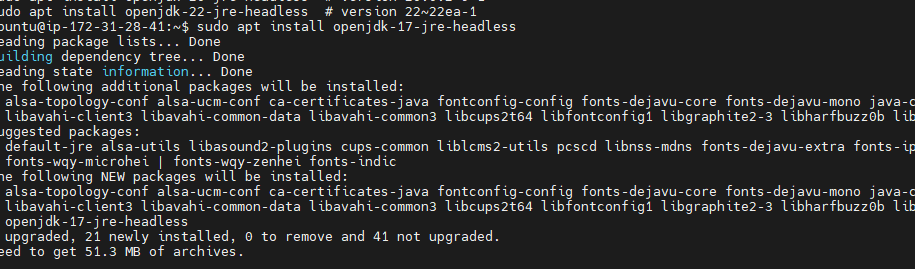 sudo apt install openjdk-22-jre-headless  # version 22~22ea-1
ubuntu@ip-172-31-28-41:~$ sudo apt install openjdk-17-jre-headless
eading package lists... Done
uilding dependency tree... Done
eading state information... Done
he following additional packages will be installed:
alsa-topology-conf alsa-ucm-conf ca-certificates-java fontconfig-config fonts-dejavu-core fonts-dejavu-mono java-c
libavahi-client3 libavahi-common-data libavahi-common3 libcups2t64 libfontconfig1 libgraphite2-3 libharfbuzz0b lib
uggested packages:
default-jre alsa-utils libasound2-plugins cups-common liblcms2-utils pcscd libnss-mdns fonts-dejavu-extra fonts-ip
fonts-wqy-microhei | fonts-wqy-zenhei fonts-indic
he following NEW packages will be installed:
alsa-topology-conf alsa-ucm-conf ca-certificates-java fontconfig-config fonts-dejavu-core fonts-dejavu-mono java-c
libavahi-client3 libavahi-common-data libavahi-common3 libcups2t64 libfontconfig1 libgraphite2-3 libharfbuzz0b lib
openjdk-17-jre-headless
upgraded, 21 newly installed, 0 to remove and 41 not upgraded.
eed to get 51.3 MB of archives.